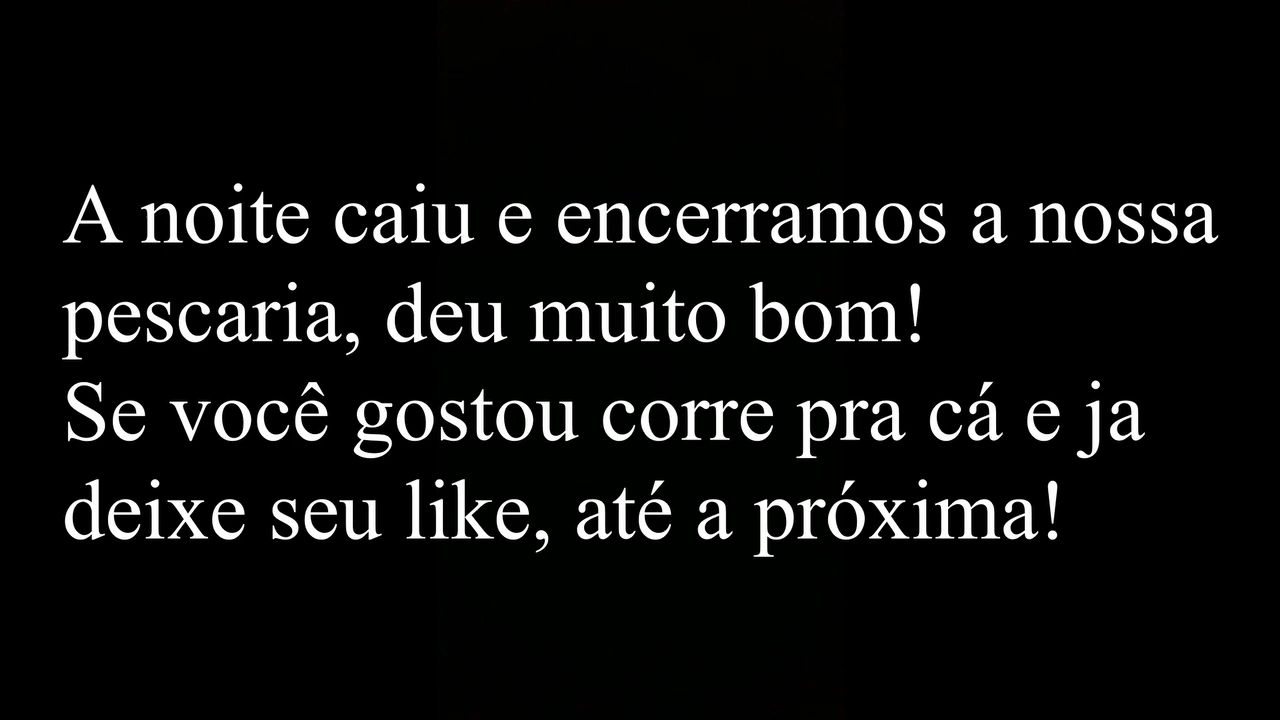 A noite caiu e encerramos a nossa
pescaria, deu muito bom!
Se você gostou corre pra cá e ja
deixe seu like, até a próxima!